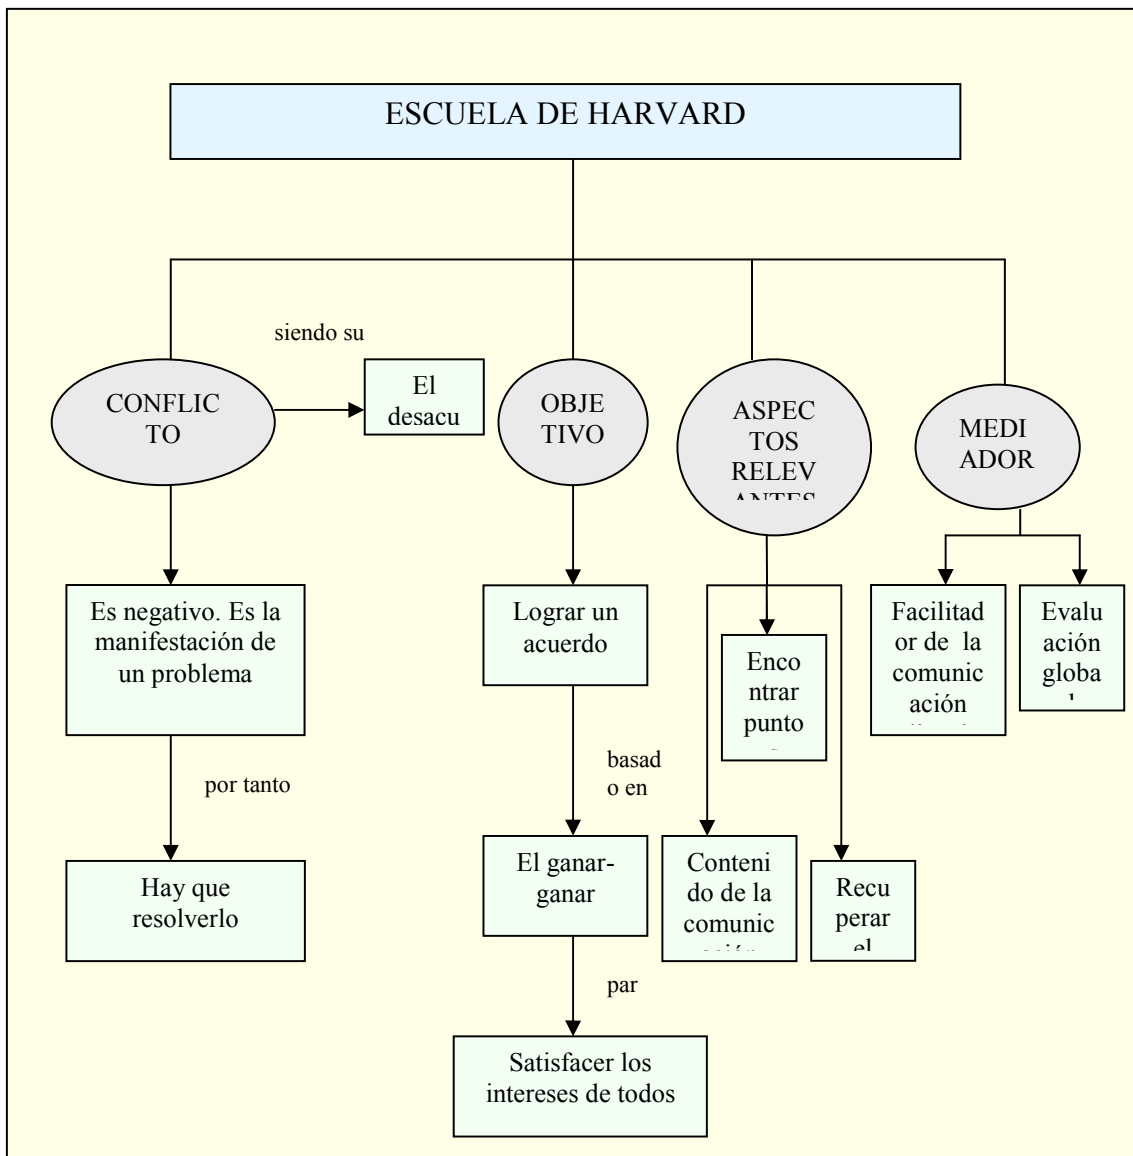 ESCUELA DE HARVARD
siendo su
CONFLIC
TO
El
desacu
OBJE
TIVO
ASPEC
TOS
RELEV
ANTES
MEDI
ADOR
Es negativo. Es la
manifestación de
un problema
Lograr un
acuerdo
Enco
ntrar
punto
Facilitad
or de la
comunic
ación
Evalu
ación
globa
por tanto
basad
o en
Hay que
resolverlo
El ganar-
ganar
Conteni
do de la
comunic
ación
Recu
perar
el
par
Satisfacer los
intereses de todos